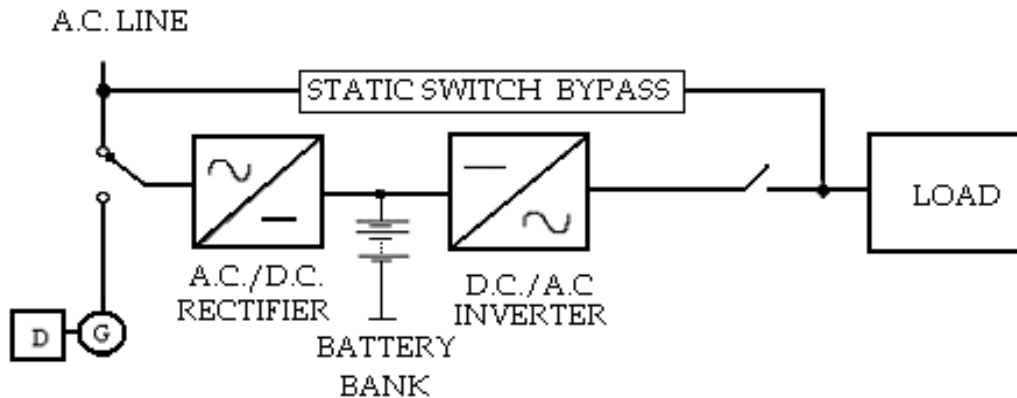 A.C. LINE
STATIC SWITCH BYPASS
LOAD
A.C./D.C.
RECTIFIER
D.C./A.C
INVERTER
D
G
BATTERY
BANK